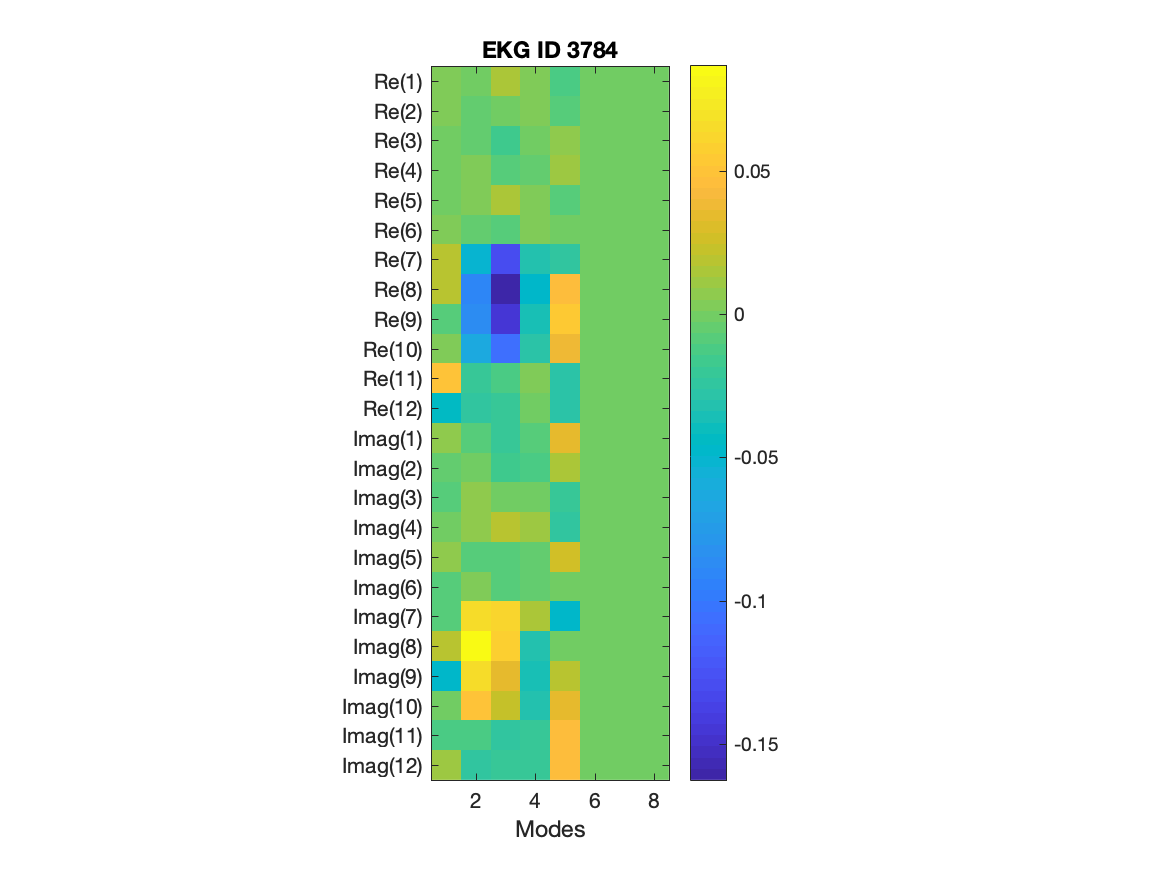 EKG ID 3784
Re(1)
Re(2)
Re(3)
Re(4)
Re(5)
Re(6)
Re(7)
Re(8)
Re(9)
Re(10)
Re(11)
Re(12)
Imag(1)
Imag(2)
Imag(3)
Imag(4)
Imag(5)
Imag(6)
Imag(7)
Imag(8)
Imag(9)
Imag(10)
Imag(11)
Imag(12)
2 4 6 8
Modes
0.05
0
-0.05
-0.1
-0.15